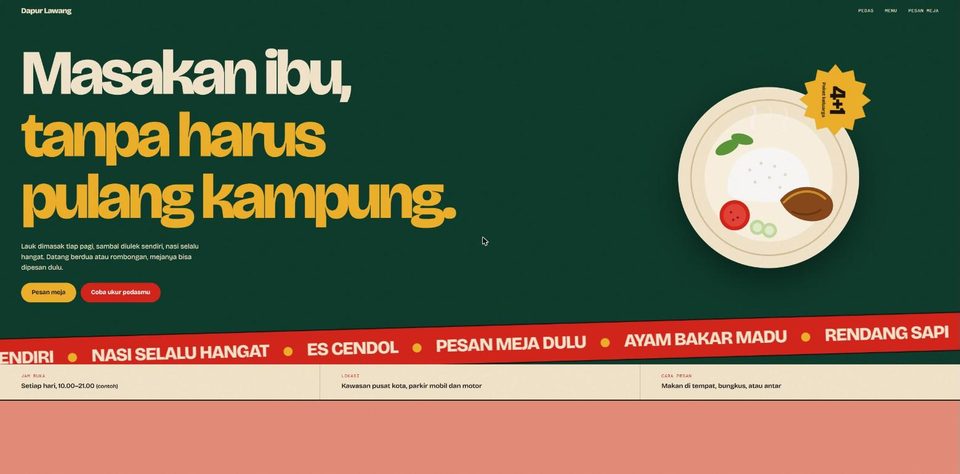 Dapur Lawang
PEDAS MENU PESAN MEJA
Masakan ibu,
tanpa harus
pulang kampung.
4+1
Paket keluarga
Lauk dimasak tiap pagi, sambal diulek sendiri, nasi selalu
hangat. Datang berdua atau rombongan, mejanya bisa
dipesan dulu.
Pesan meja
Coba ukur pedasmu
ENDIRI NASI SELALU HANGAT ES CENDOL PESAN MEJA DULU AYAM BAKAR MADU RENDANG SAPI
JAM BUKA
Setiap hari, 10.00–21.00 (contoh)
LOKASI
Kawasan pusat kota, parkir mobil dan motor
CARA PESAN
Makan di tempat, bungkus, atau antar